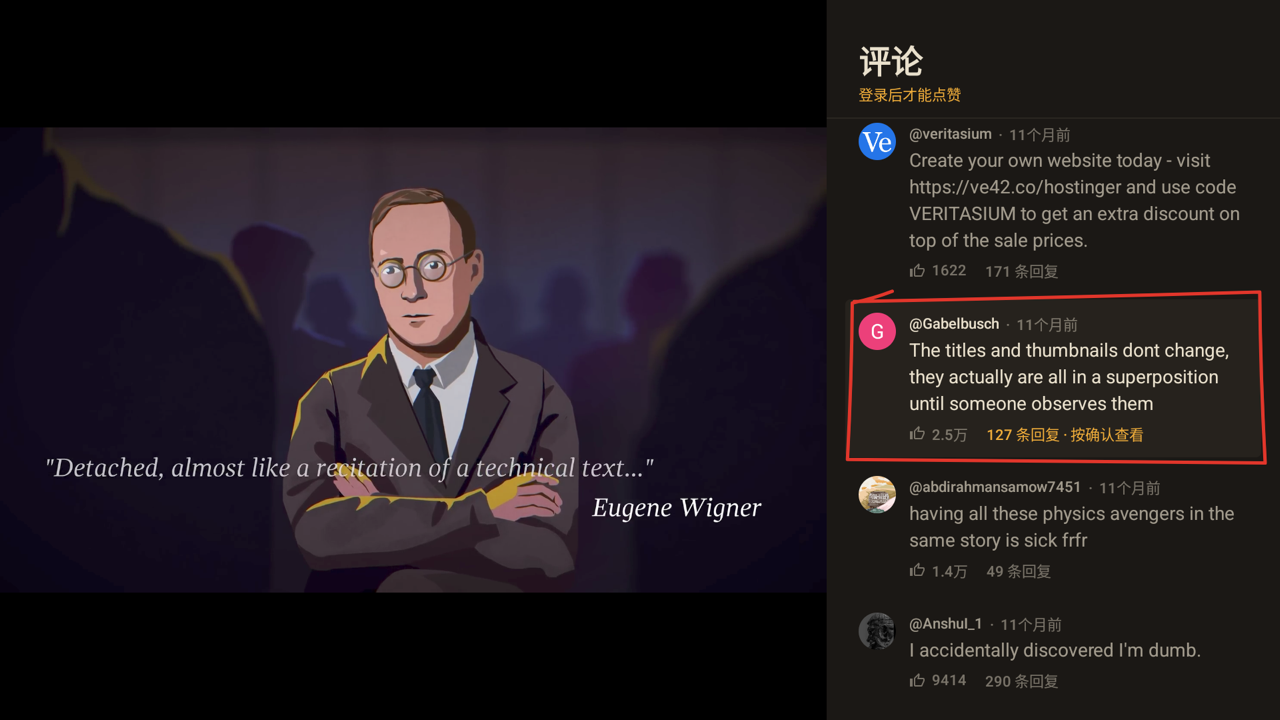 "Detached, almost like a recitation of a technical text..."
Eugene Wigner
评论
登录后才能点赞
Ve
@veritasium · 11个月前
Create your own website today - visit
https://ve42.co/hostinger and use code
VERITASIUM to get an extra discount on
top of the sale prices.
1622 171 条回复
G
@Gabelbusch · 11个月前
The titles and thumbnails dont change,
they actually are all in a superposition
until someone observes them
2.5万 127 条回复 · 按确认查看
@abdirahmansamow7451 · 11个月前
having all these physics avengers in the
same story is sick frfr
1.4万 49 条回复
@Anshul_1 · 11个月前
I accidentally discovered I'm dumb.
9414 290 条回复